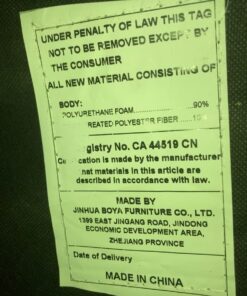 UNDER PENALTY OF LAW THIS TAG
NOT TO BE REMOVED EXCEPT BY
THE CONSUMER
ALL NEW MATERIAL CONSISTING OF
BODY:
POLYURETHANE FOAM 90%
REATED POLYESTER FIBER
gistry No. CA 44519 CN
cation is made by the manufacturer
materials in this article are
described in accordance with law.
MADE BY
JINHUA BOYA FURNITURE CO., LTD.
1399 EAST JINGANG ROAD, JINDONG
ECONOMIC DEVELOPMENT AREA,
ZHEJIANG PROVINCE
Date of Delivery
MADE IN CHINA